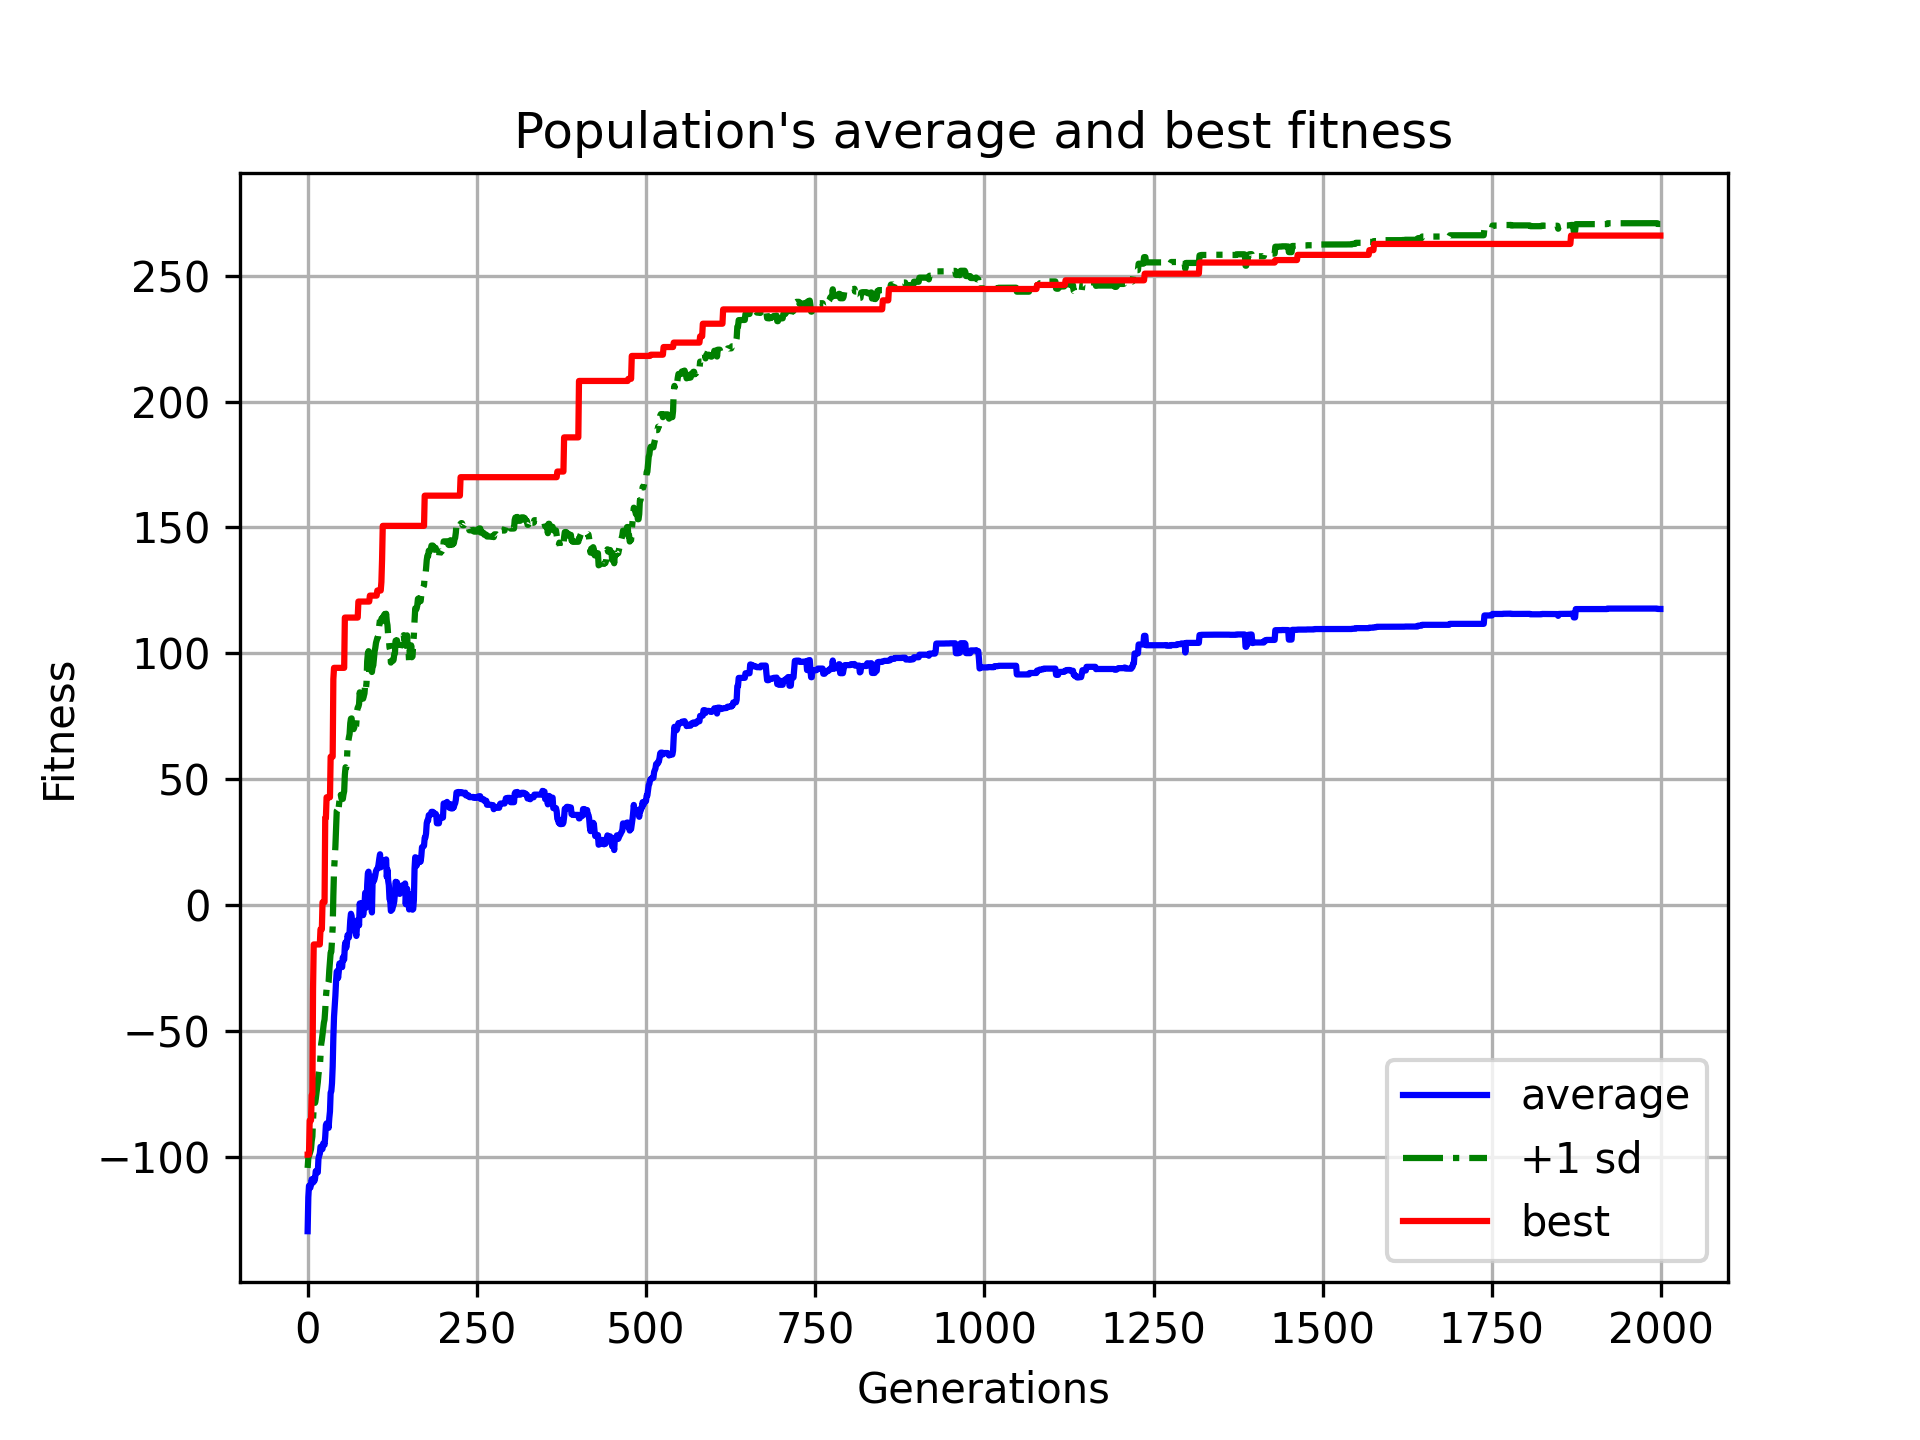 Population's average and best fitness
Fitness
250
200
150
100
50
0
−50
−100
0 250 500 750 1000 1250 1500 1750 2000
Generations
average
+1 sd
best